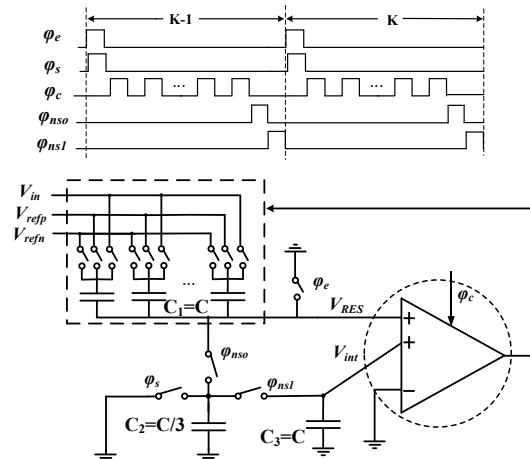 K-1 K
φe
φs
φc ... ... 
φnso
φns1
Vin
Vrefp
Vrefn
...
C1=C
φe
VRES
φc
+
φnso
Vint
+
φs
φns1
−
C2=C/3
C3=C